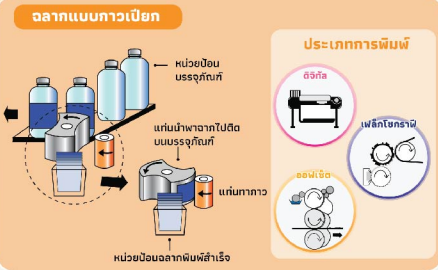 ฉลากแบบกาวเปียก
หน่วยป้อน
บรรจุภัณฑ์
แท่นนำพาฉากไปติด
บนบรรจุภัณฑ์
แท่นทากาว
หน่วยป้อนฉลากพิมพ์สำเร็จ
ประเภทการพิมพ์
ดิจิทัล
เฟล็กโซกราฟี
ออฟเซ็ต